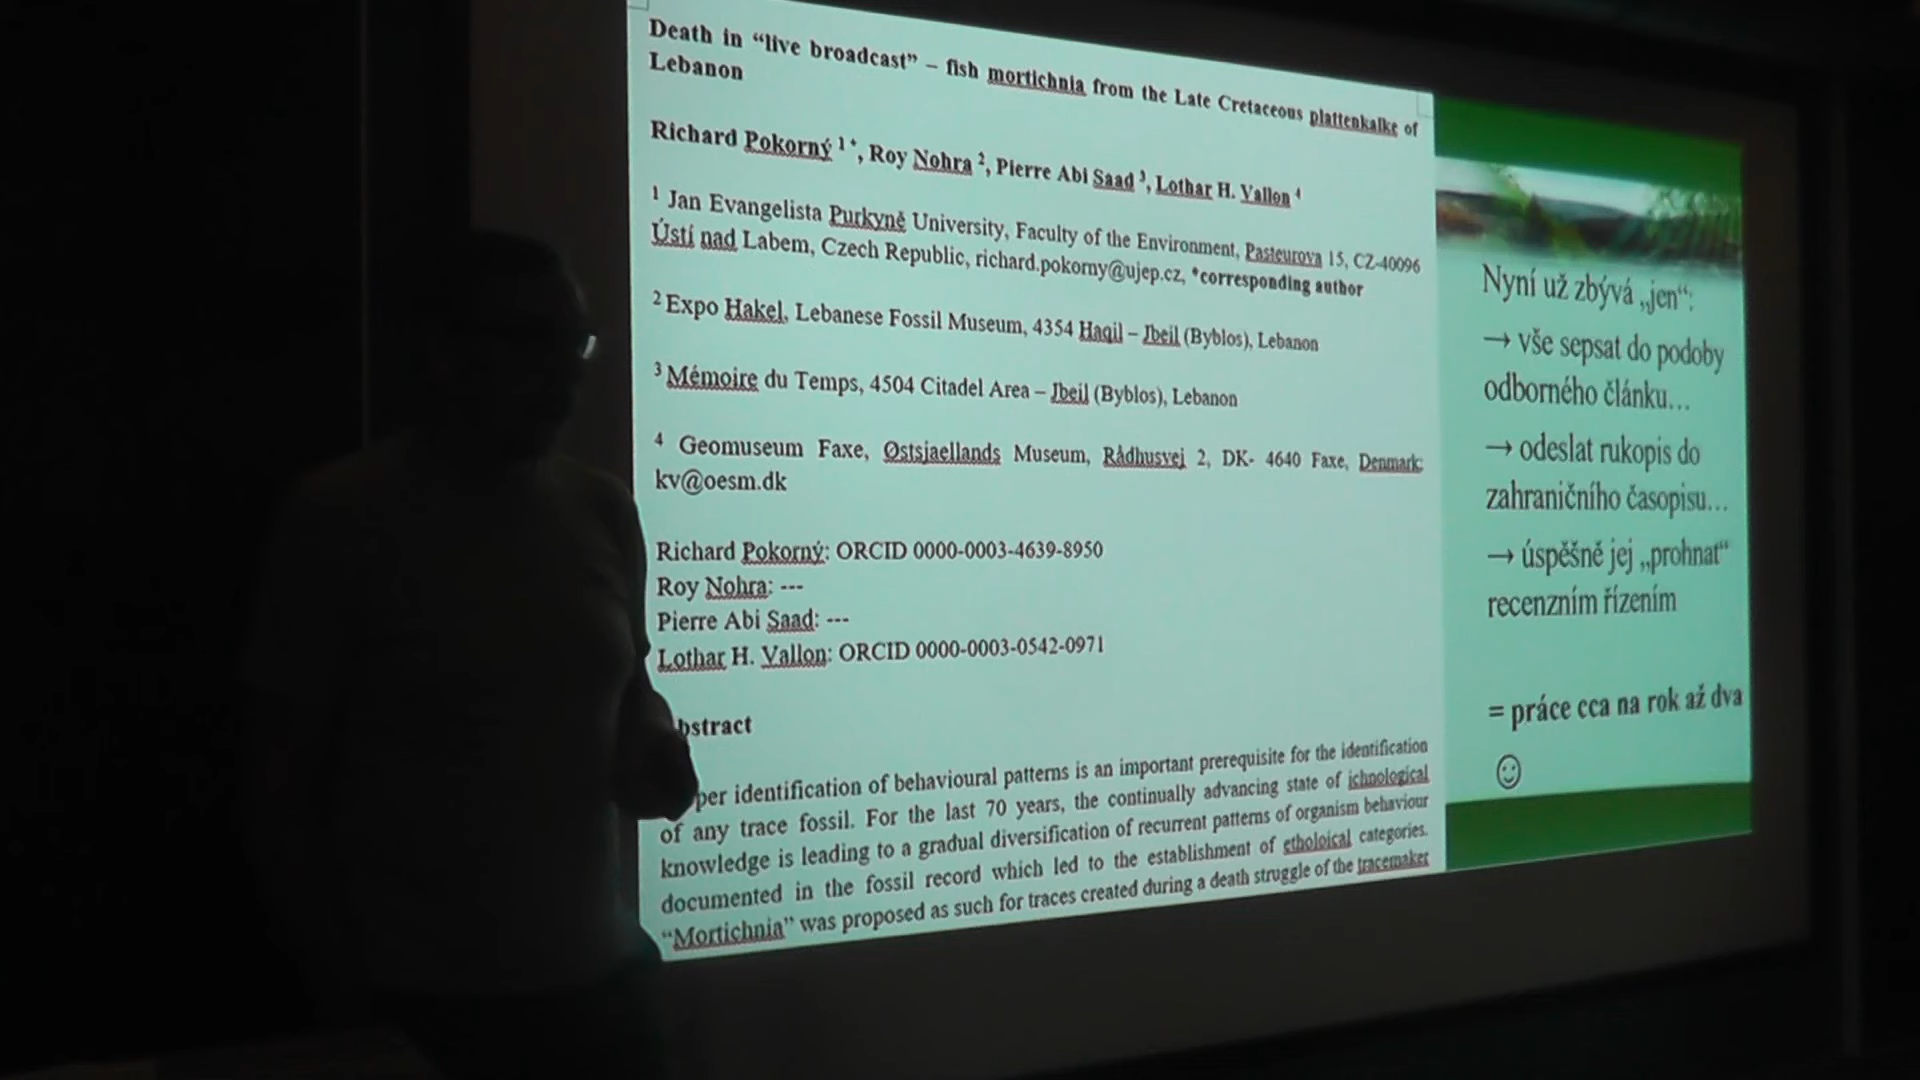 Death in “live broadcast” – fish mortichnia from the Late Cretaceous plattenkalke of
Lebanon
Richard Pokorný 1*, Roy Nohra 2, Pierre Abi Saad 3, Lothar H. Vallon 4
1 Jan Evangelista Purkyně University, Faculty of the Environment, Pasteurova 15, CZ-40096
Ústí nad Labem, Czech Republic, richard.pokorny@ujep.cz, *corresponding author
2 Expo Hakel, Lebanese Fossil Museum, 4354 Haqil – Jbeil (Byblos), Lebanon
3 Mémoire du Temps, 4504 Citadel Area – Jbeil (Byblos), Lebanon
4 Geomuseum Faxe, Østsjaellands Museum, Rådhusvej 2, DK- 4640 Faxe, Denmark;
kv@oesm.dk
Richard Pokorný: ORCID 0000-0003-4639-8950
Roy Nohra: ---
Pierre Abi Saad: ---
Lothar H. Vallon: ORCID 0000-0003-0542-0971
bstract
per identification of behavioural patterns is an important prerequisite for the identification
of any trace fossil. For the last 70 years, the continually advancing state of ichnological
knowledge is leading to a gradual diversification of recurrent patterns of organism behaviour
documented in the fossil record which led to the establishment of etholoical categories.
“Mortichnia” was proposed as such for traces created during a death struggle of the tracemaker
Nyní už zbývá „jen“:
→ vše sepsat do podoby
odborného článku…
→ odeslat rukopis do
zahraničního časopisu…
→ úspěšně jej „prohnat“
recenzním řízením
= práce cca na rok až dva
☺